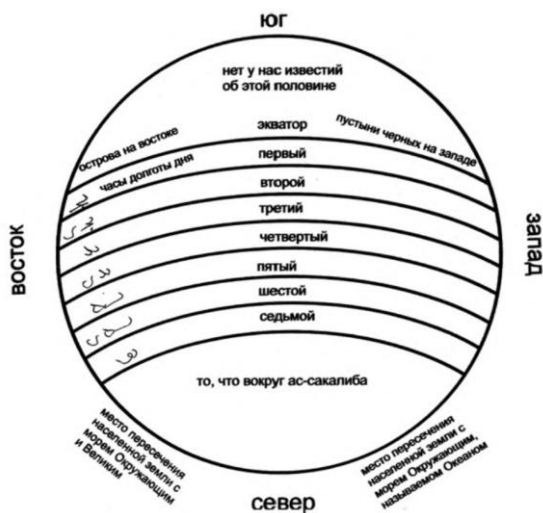 юг
нет у нас известий
об этой половине
острова на востоке
экватор
пустыни черных на западе
часы долготы дня
первый
второй
третий
четвертый
пятый
шестой
седьмой
восток
запад
то, что вокруг ас-сакалиба
место пересечения
населенной земли с
морем Окружающим
и Великим
место пересечения
населенной земли с
морем Окружающим,
называемом Океаном
север